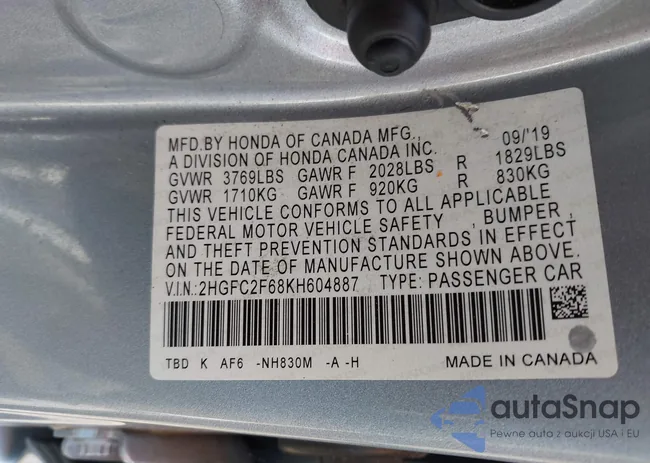 MFD.BY HONDA OF CANADA MFG., 09/'19
A DIVISION OF HONDA CANADA INC.
GVWR 3769LBS GAWR F 2028LBS R 1829LBS
GVWR 1710KG GAWR F 920KG R 830KG
THIS VEHICLE CONFORMS TO ALL APPLICABLE
FEDERAL MOTOR VEHICLE SAFETY , BUMPER ,
AND THEFT PREVENTION STANDARDS IN EFFECT
ON THE DATE OF MANUFACTURE SHOWN ABOVE.
V.I.N.: 2HGFC2F68KH604887 TYPE: PASSENGER CAR
TBD K AF6 -NH830M -A -H MADE IN CANADA
autaSnap
Pewne auto z aukcji USA i EU